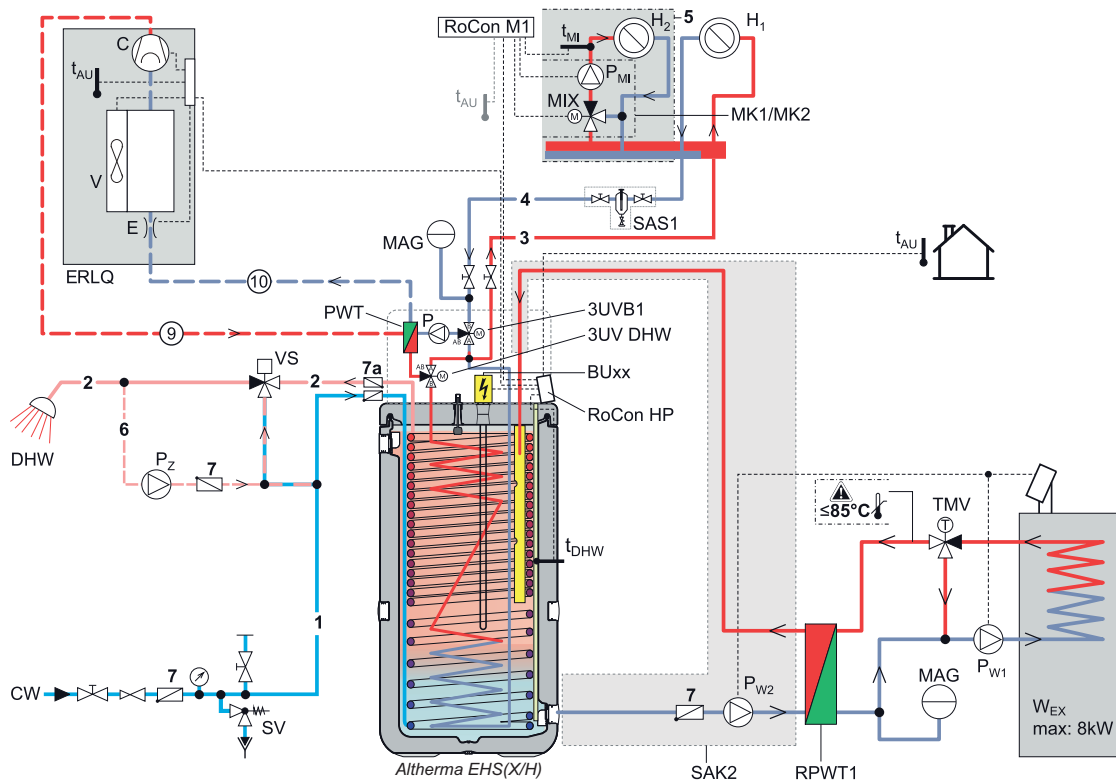 C
tAU
V
E
ERLQ
RoCon M1
tAU
tMI
H2
5
H1
PMI
MIX
M
MK1/MK2
4
SAS1
3
MAG
tAU
10
9
PWT
P
B
A
AB
M
3UVB1
3UV DHW
AB
A
B
M
BUxx
RoCon HP
VS
2
2
7a
6
DHW
PZ
7
1
tDHW
≤85°C
TMV
T
CW
7
SV
7
PW2
PW1
MAG
WEX
max: 8kW
Altherma EHS(X/H)
SAK2
RPWT1